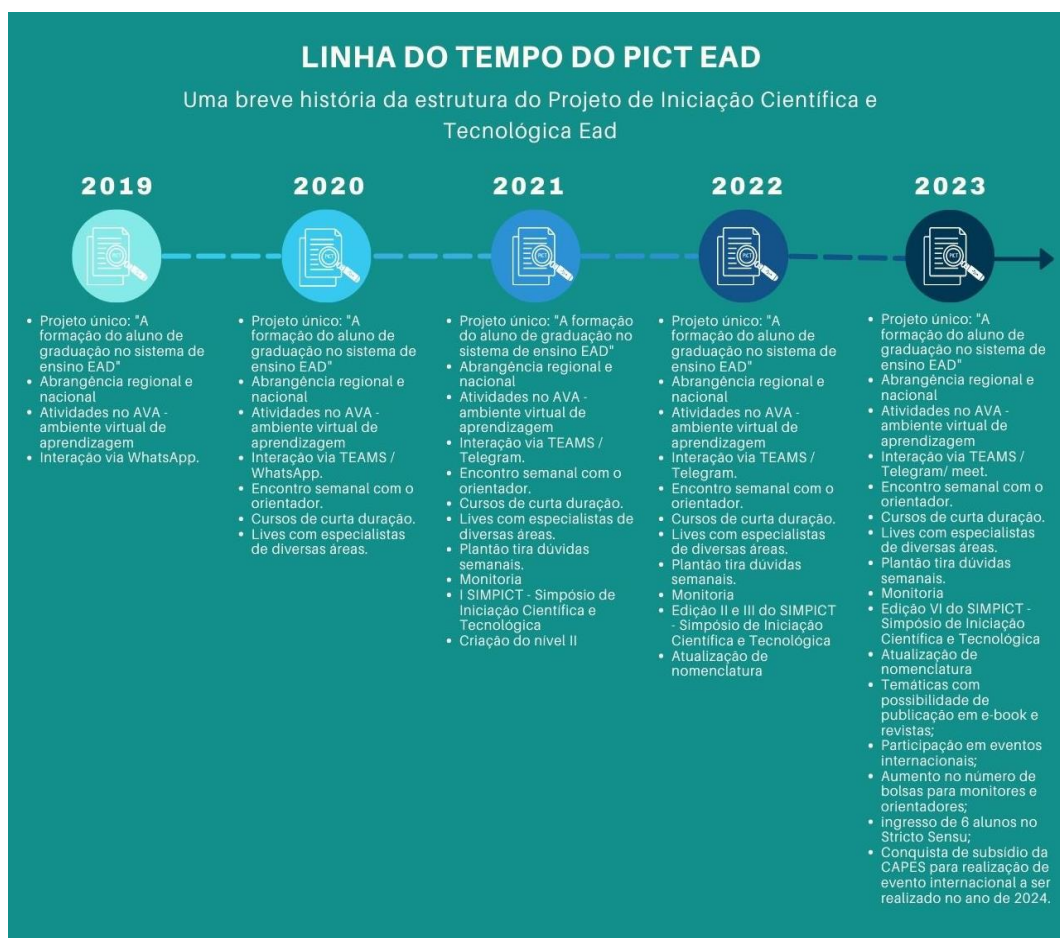 LINHA DO TEMPO DO PICT EAD
Uma breve história da estrutura do Projeto de Iniciação Científica e
Tecnológica Ead
2019
PICT
• Projeto único: "A
formação do aluno de
graduação no sistema de
ensino EAD"
• Abrangência regional e
nacional
• Atividades no AVA -
ambiente virtual de
aprendizagem
• Interação via WhatsApp.
2020
PICT
• Projeto único: "A
formação do aluno de
graduação no sistema de
ensino EAD"
• Abrangência regional e
nacional
• Atividades no AVA -
ambiente virtual de
aprendizagem
• Interação via TEAMS /
WhatsApp.
• Encontro semanal com o
orientador.
• Cursos de curta duração.
• Lives com especialistas
de diversas áreas.
2021
PICT
• Projeto único: "A formação
do aluno de graduação no
sistema de ensino EAD"
• Abrangência regional e
nacional
• Atividades no AVA -
ambiente virtual de
aprendizagem
• Interação via TEAMS /
Telegram.
• Encontro semanal com o
orientador.
• Cursos de curta duração.
• Lives com especialistas de
diversas áreas.
• Plantão tira dúvidas
semanais.
• Monitoria
• I SIMPICT - Simpósio de
Iniciação Científica e
Tecnológica
• Criação do nível II
2022
PICT
• Projeto único: "A
formação do aluno de
graduação no sistema de
ensino EAD"
• Abrangência regional e
nacional
• Atividades no AVA -
ambiente virtual de
aprendizagem
• Interação via TEAMS /
Telegram.
• Encontro semanal com o
orientador.
• Cursos de curta duração.
• Lives com especialistas
de diversas áreas.
• Plantão tira dúvidas
semanais.
• Monitoria
• Edição II e III do SIMPICT
- Simpósio de Iniciação
Científica e Tecnológica
• Atualização de
nomenclatura
2023
PICT
• Projeto único: "A
formação do aluno de
graduação no sistema de
ensino EAD"
• Abrangência regional e
nacional
• Atividades no AVA -
ambiente virtual de
aprendizagem
• Interação via TEAMS /
Telegram/ meet.
• Encontro semanal com o
orientador.
• Cursos de curta duração.
• Lives com especialistas
de diversas áreas.
• Plantão tira dúvidas
semanais.
• Monitoria
• Edição VI do SIMPICT -
Simpósio de Iniciação
Científica e Tecnológica
• Atualização de
nomenclatura
• Temáticas com
possibilidade de
publicação em e-book e
revistas;
• Participação em eventos
internacionais;
• Aumento no número de
bolsas para monitores e
orientadores;
• ingresso de 6 alunos no
Stricto Sensu;
• Conquista de subsídio da
CAPES para realização de
evento internacional a ser
realizado no ano de 2024.